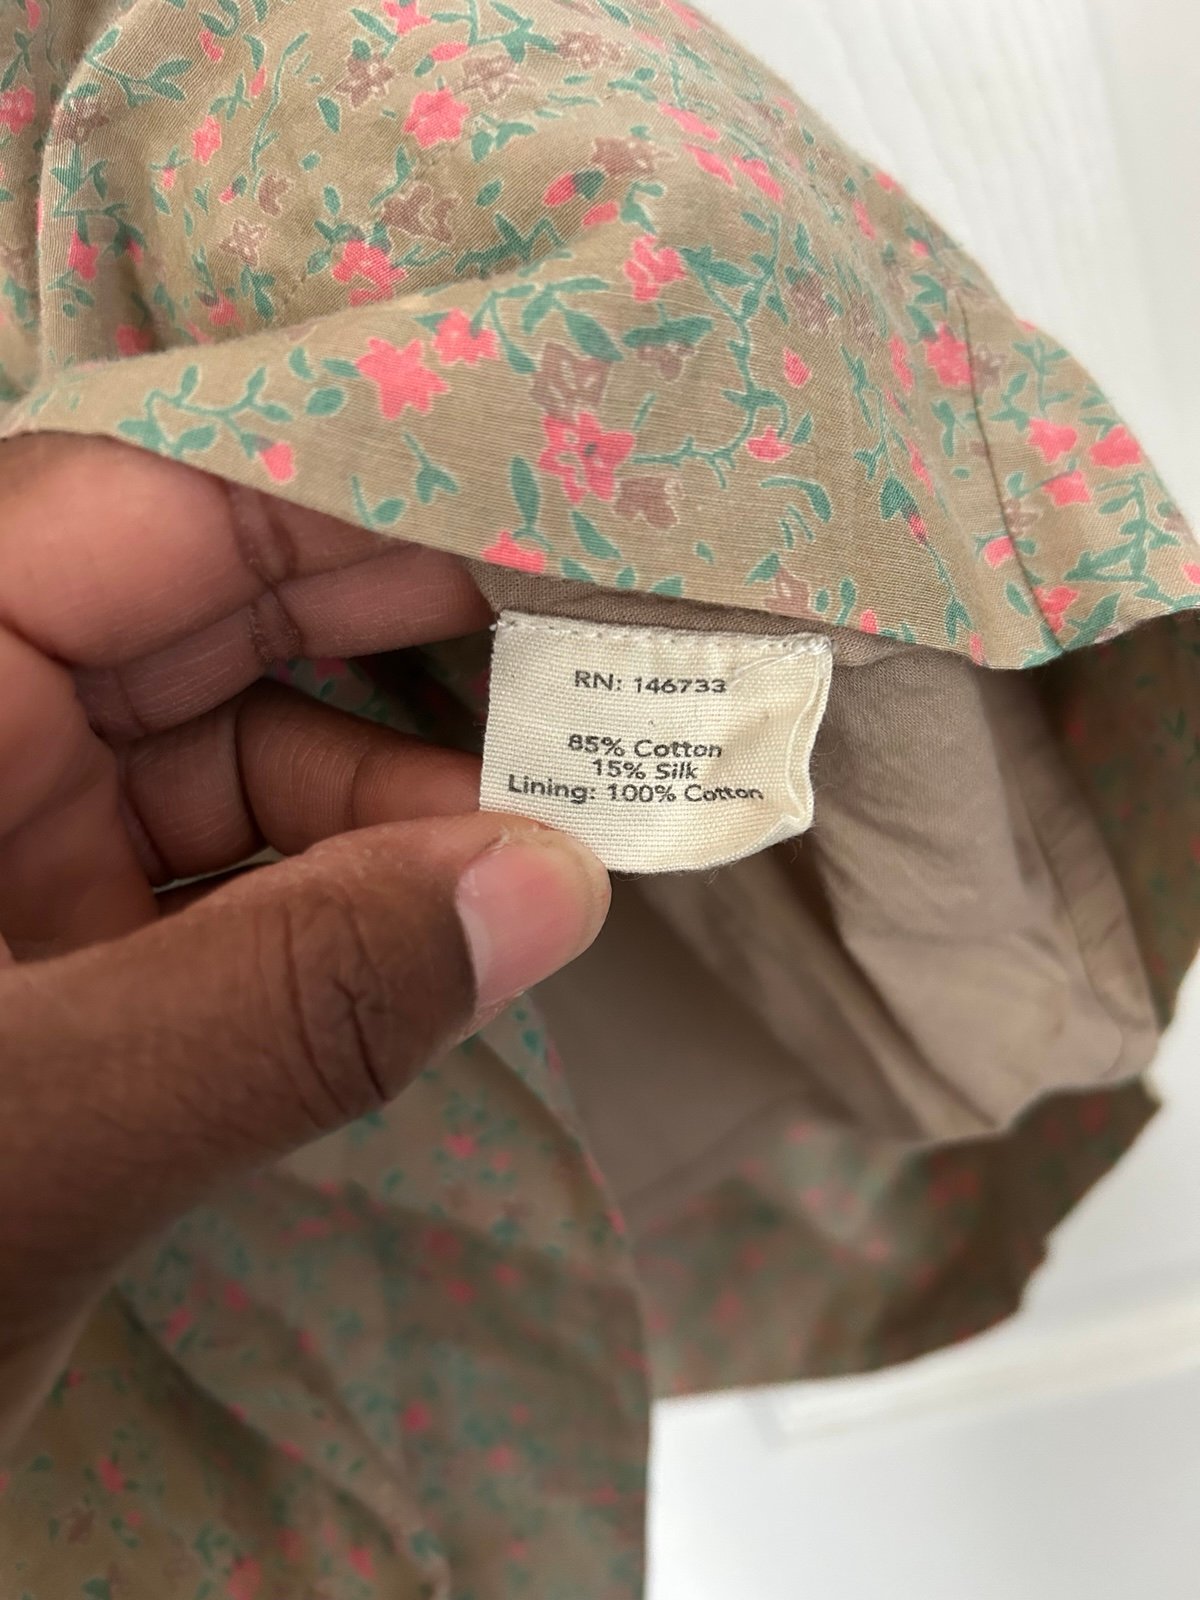 RN: 146733
85% Cotton
15% Silk
Lining: 100% Cotton